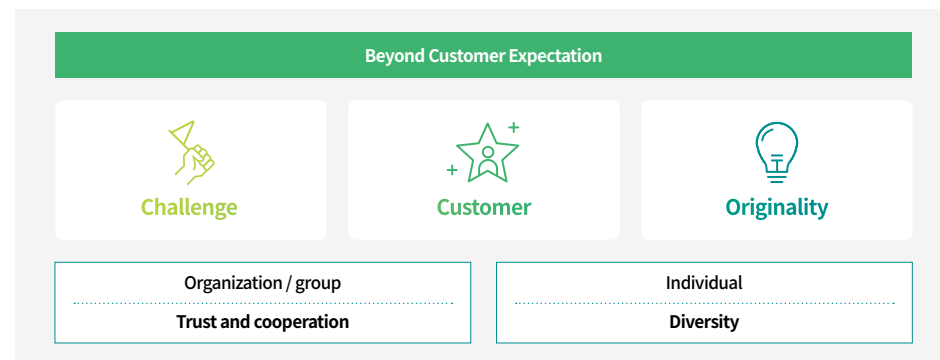 Beyond Customer Expectation
Challenge
Customer
Originality
Organization / group
Trust and cooperation
Individual
Diversity